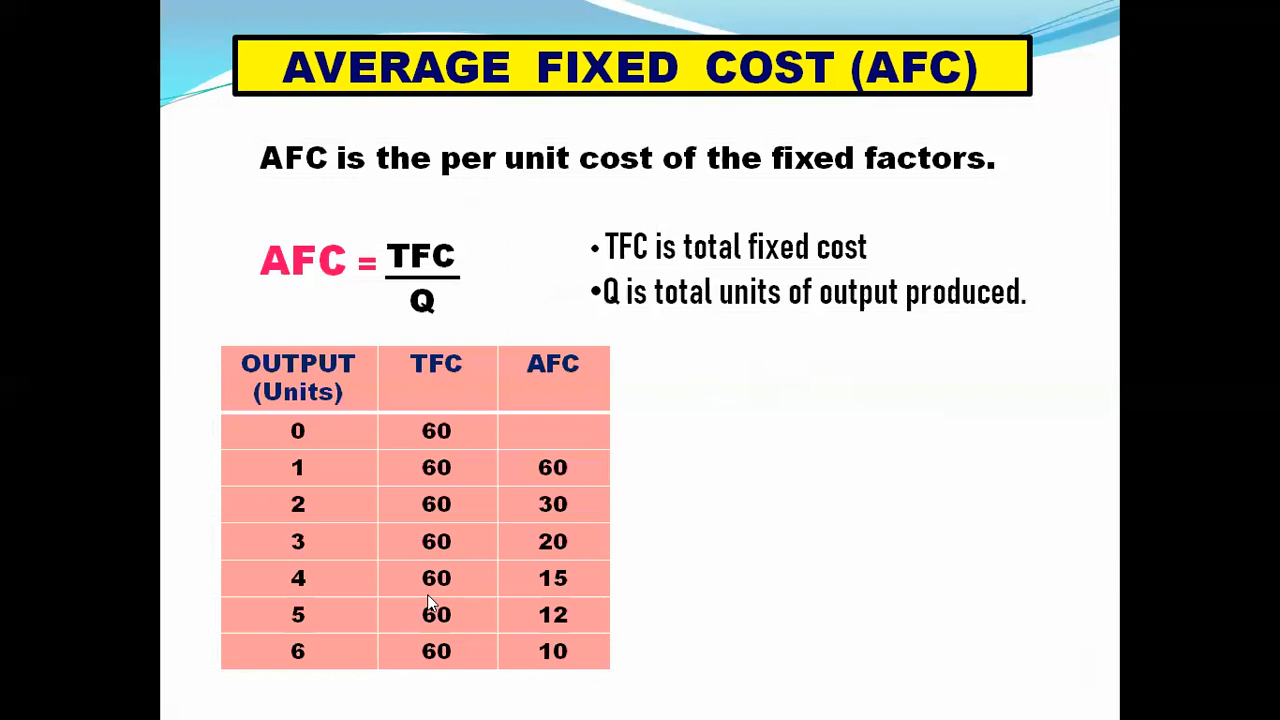 AVERAGE FIXED COST (AFC)
AFC is the per unit cost of the fixed factors.
AFC = TFC
Q
• TFC is total fixed cost
•Q is total units of output produced.
OUTPUT (Units) TFC AFC
0 60
1 60 60
2 60 30
3 60 20
4 60 15
5 60 12
6 60 10